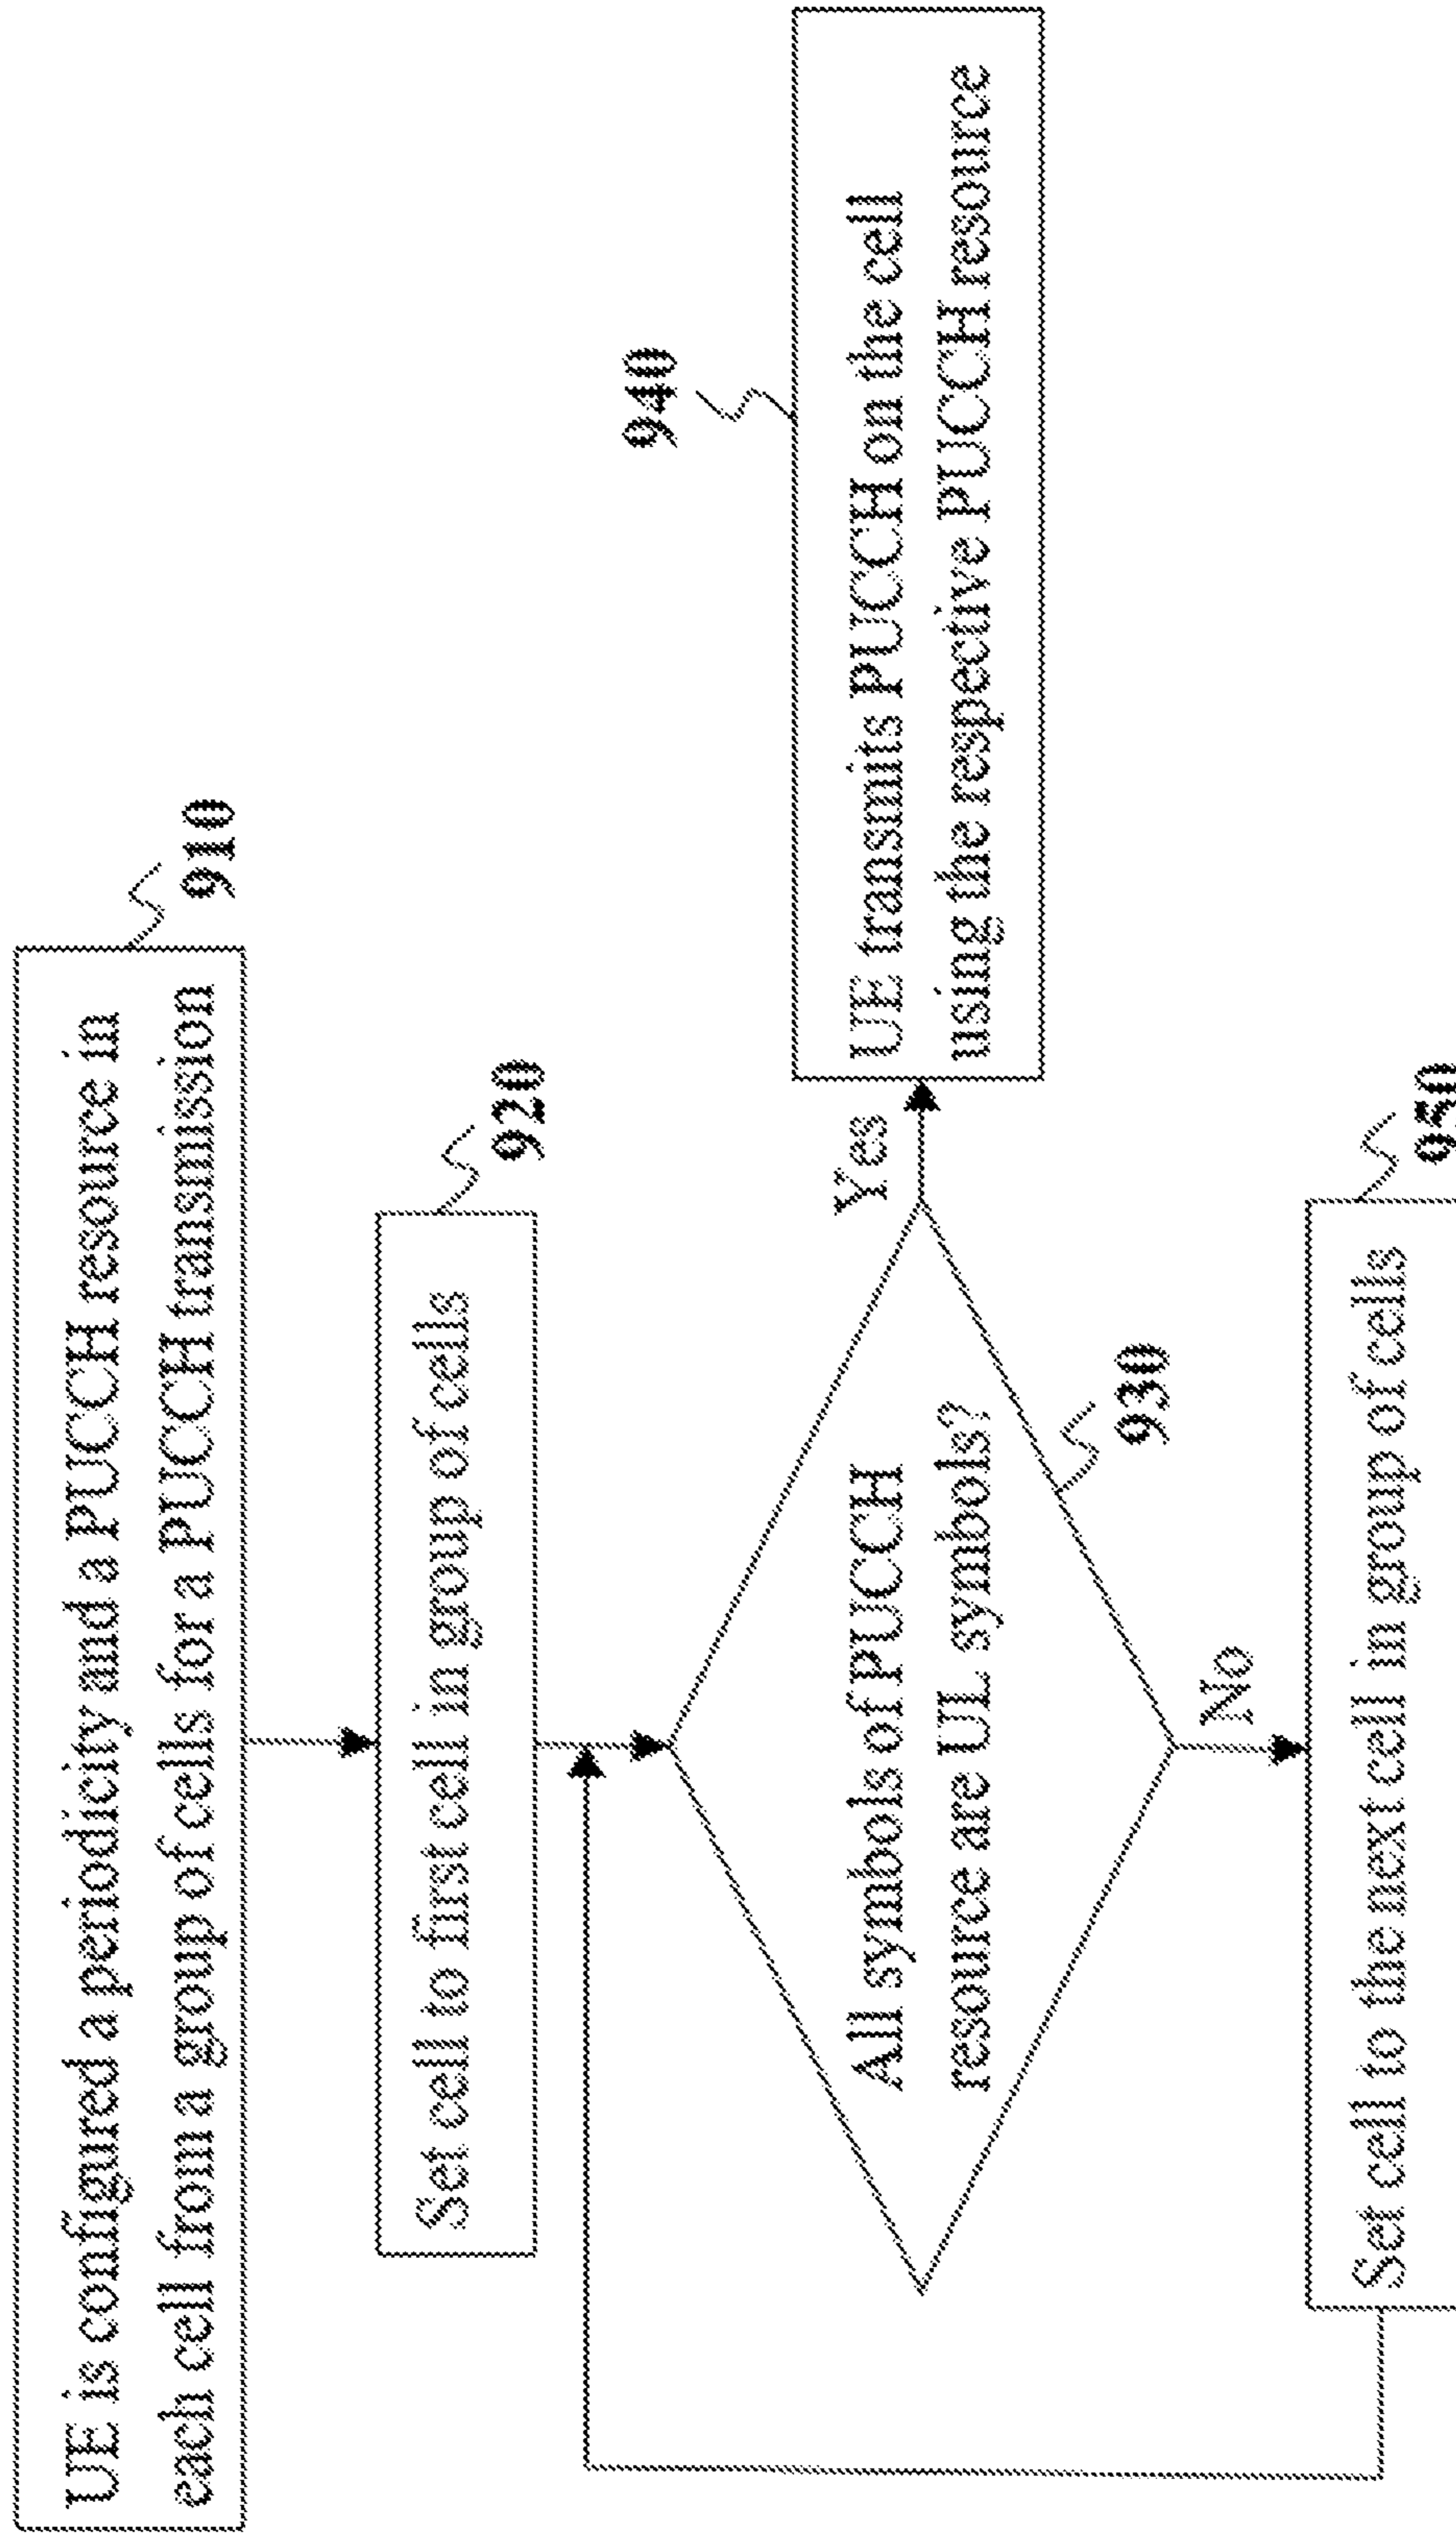 UE is configured a periodicity and a PUCCH resource in
each cell from a group of cells for a PUCCH transmission
910
Set cell to first cell in group of cells
920
All symbols of PUCCH
resource are UL symbols?
930
Yes
UE transmits PUCCH on the cell
using the respective PUCCH resource
940
No
Set cell to the next cell in group of cells
950